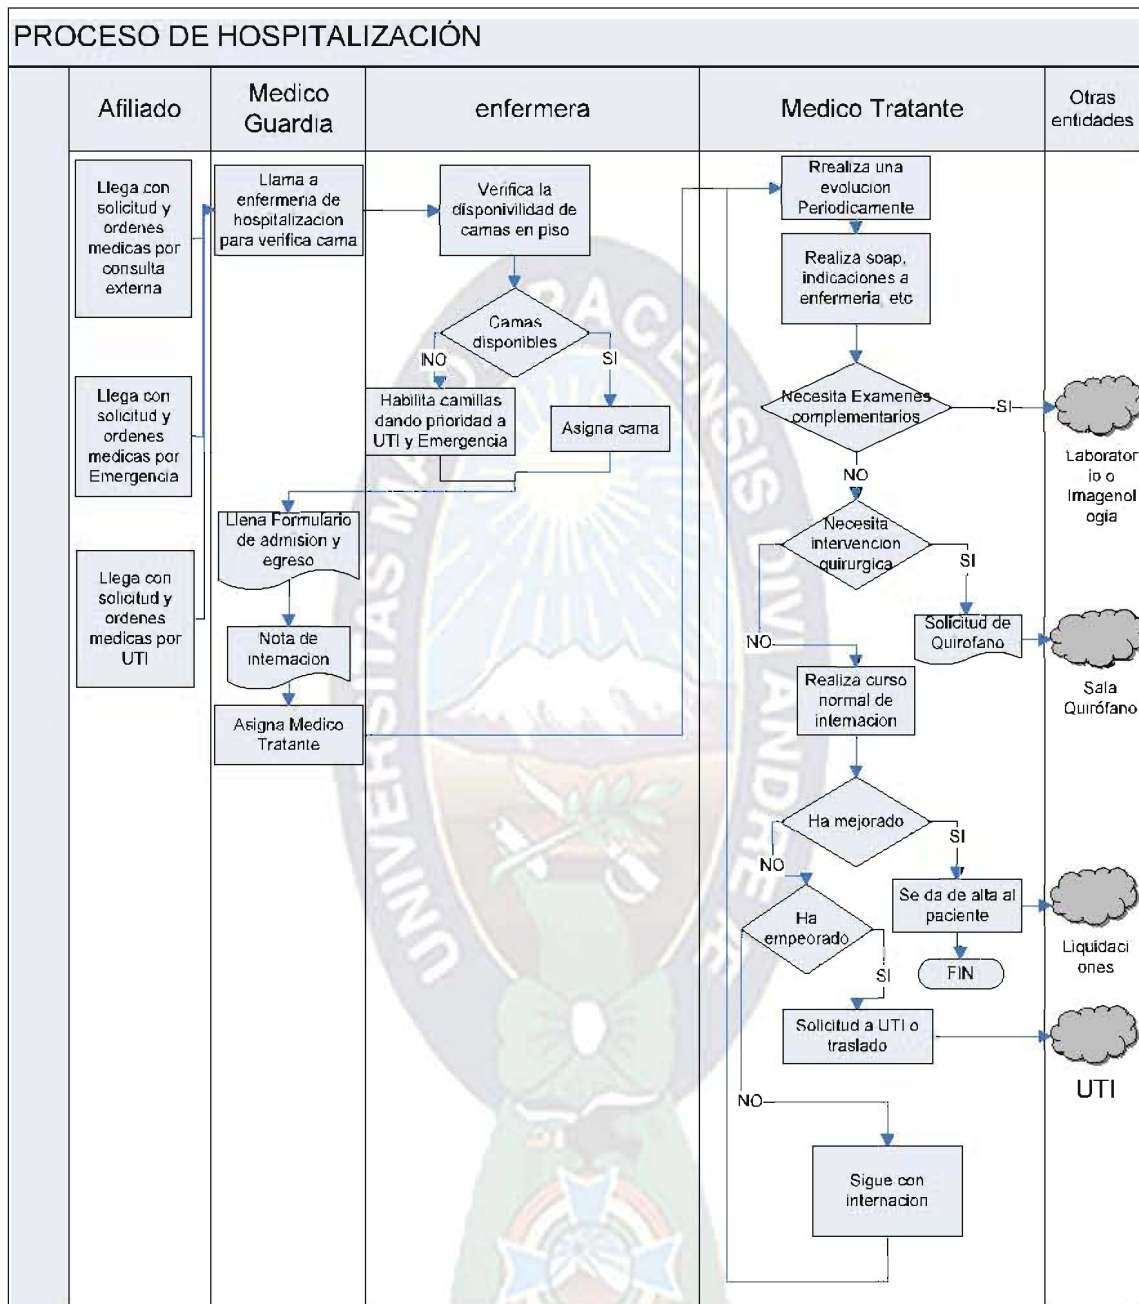 PROCESO DE HOSPITALIZACIÓN
Afiliado
Medico
Guardia
enfermera
Medico Tratante
Otras
entidades
Llega con
solicitud y
ordenes
medicas por
consulta
externa
Llega con
solicitud y
ordenes
medicas por
Emergencia
Llega con
solicitud y
ordenes
medicas por
UTI
Llama a
enfermeria de
hospitalizacion
para verifica cama
Llena Formulario
de admision y
egreso
Nota de
internacion
Asigna Medico
Tratante
Verifica la
disponivilidad de
camas en piso
Camas
disponibles
NO
SI
Habilita camillas
dando prioridad a
UTI y Emergencia
Asigna cama
Rrealiza una
evolucion
Periodicamente
Realiza soap,
indicaciones a
enfermeria, etc
Necesita Examenes
complementarios
SI
NO
Necesita
intervencion
quirurgica
SI
NO
Solicitud de
Quirofano
Realiza curso
normal de
internacion
Ha mejorado
SI
NO
Se da de alta al
paciente
FIN
Ha
empeorado
SI
Solicitud a UTI o
traslado
NO
Sigue con
internacion
Laborator
io o
Imagenol
ogia
Sala
Quirófano
Liquidaci
ones
UTI
UNIVERSITAS MAIOR PACENSIS DIVI ANDRE Æ